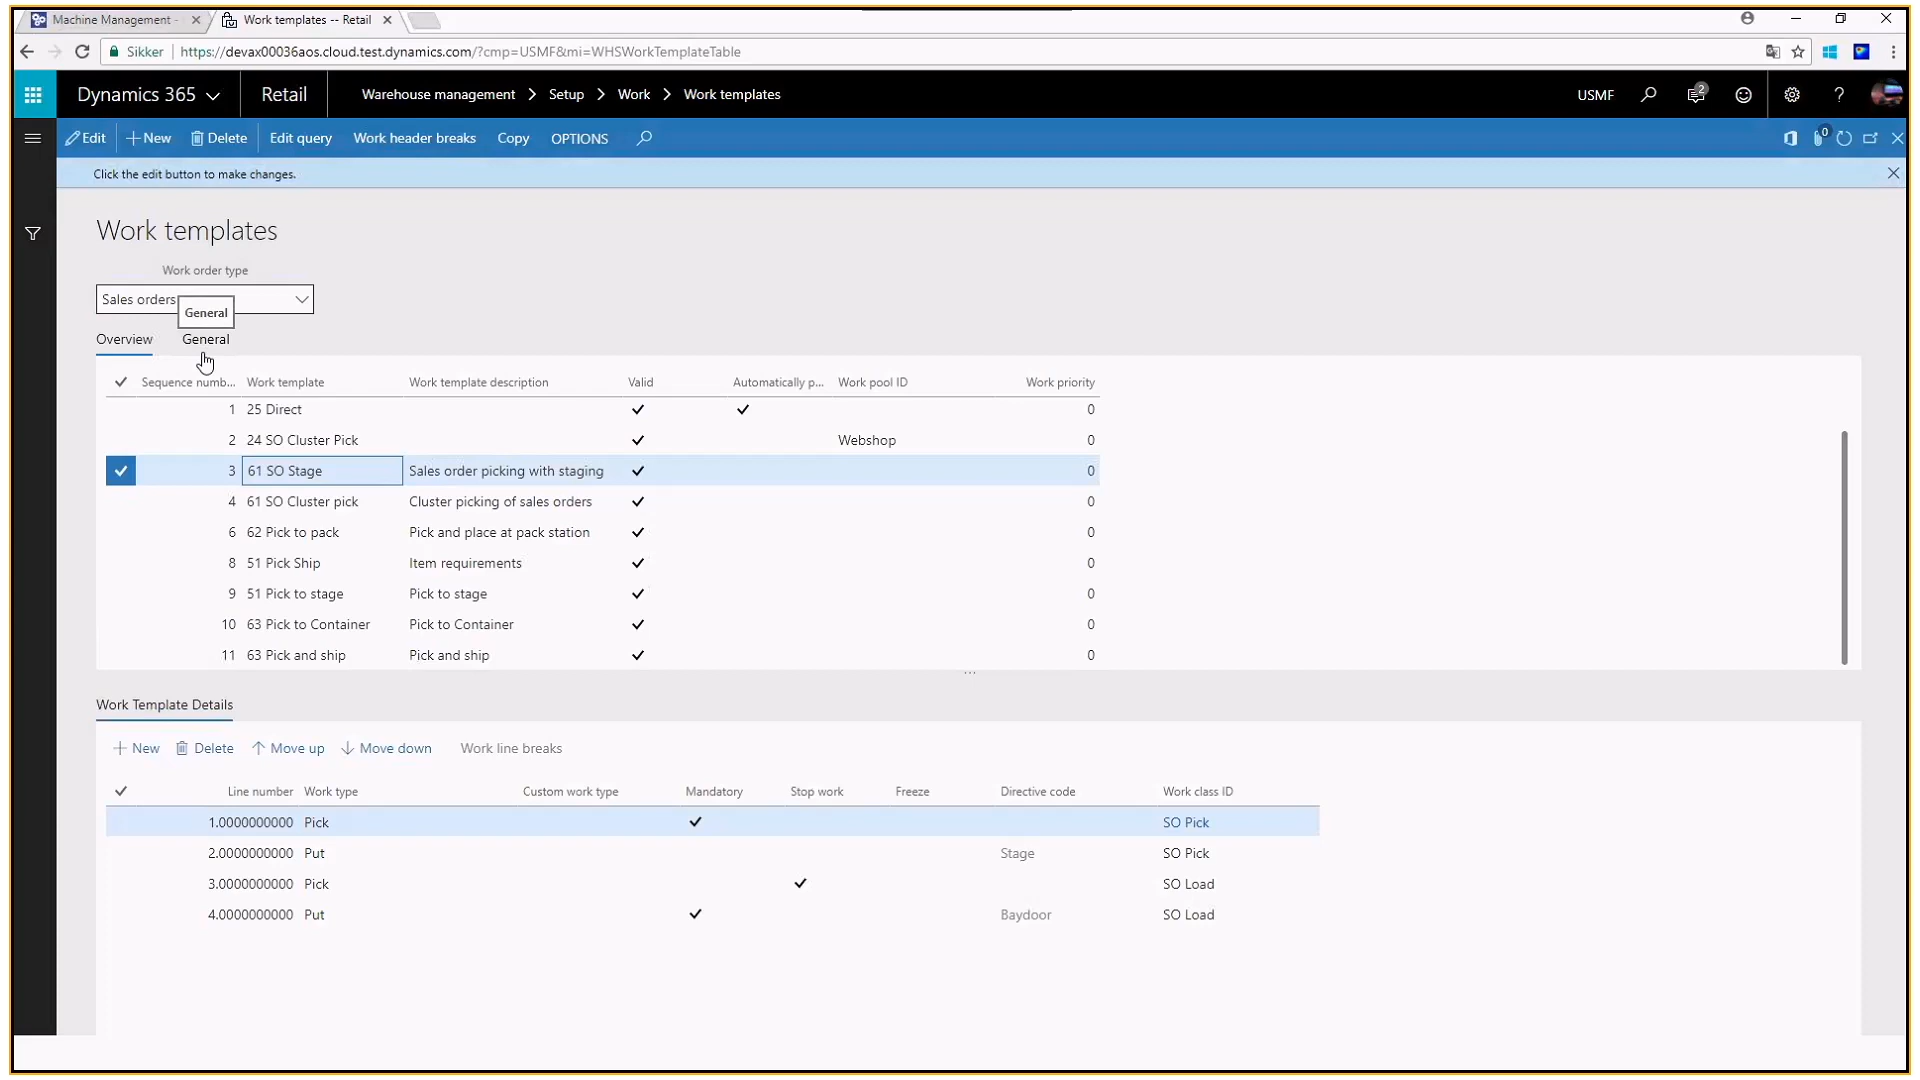 Machine Management -
Work templates -- Retail
Sikker https://devax00036aos.cloud.test.dynamics.com/?cmp=USMF&mi=WHSWorkTemplateTable
Dynamics 365 Retail Warehouse management > Setup > Work > Work templates USMF 2 ?
Edit New Delete Edit query Work header breaks Copy OPTIONS 0
Click the edit button to make changes.
Work templates
Work order type
Sales orders
General
Overview General
Sequence numb... Work template Work template description Valid Automatically p... Work pool ID Work priority
1 25 Direct 0
2 24 SO Cluster Pick Webshop 0
3 61 SO Stage Sales order picking with staging 0
4 61 SO Cluster pick Cluster picking of sales orders 0
6 62 Pick to pack Pick and place at pack station 0
8 51 Pick Ship Item requirements 0
9 51 Pick to stage Pick to stage 0
10 63 Pick to Container Pick to Container 0
11 63 Pick and ship Pick and ship 0
...
Work Template Details
New Delete Move up Move down Work line breaks
Line number Work type Custom work type Mandatory Stop work Freeze Directive code Work class ID
1.0000000000 Pick SO Pick
2.0000000000 Put Stage SO Pick
3.0000000000 Pick SO Load
4.0000000000 Put Baydoor SO Load